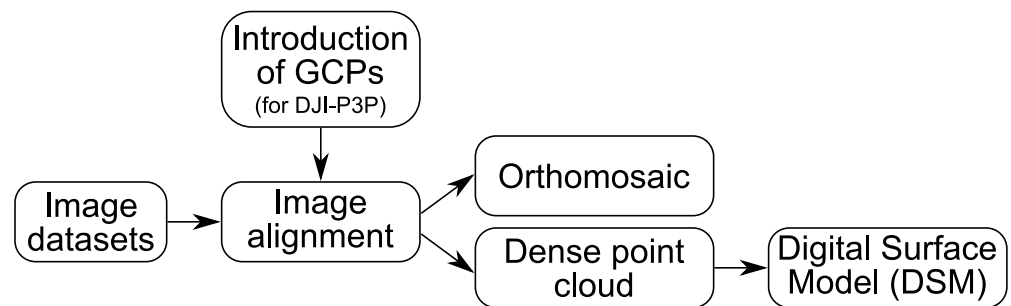 Introduction
of GCPs
(for DJI-P3P)
Image
datasets
Image
alignment
Orthomosaic
Dense point
cloud
Digital Surface
Model (DSM)